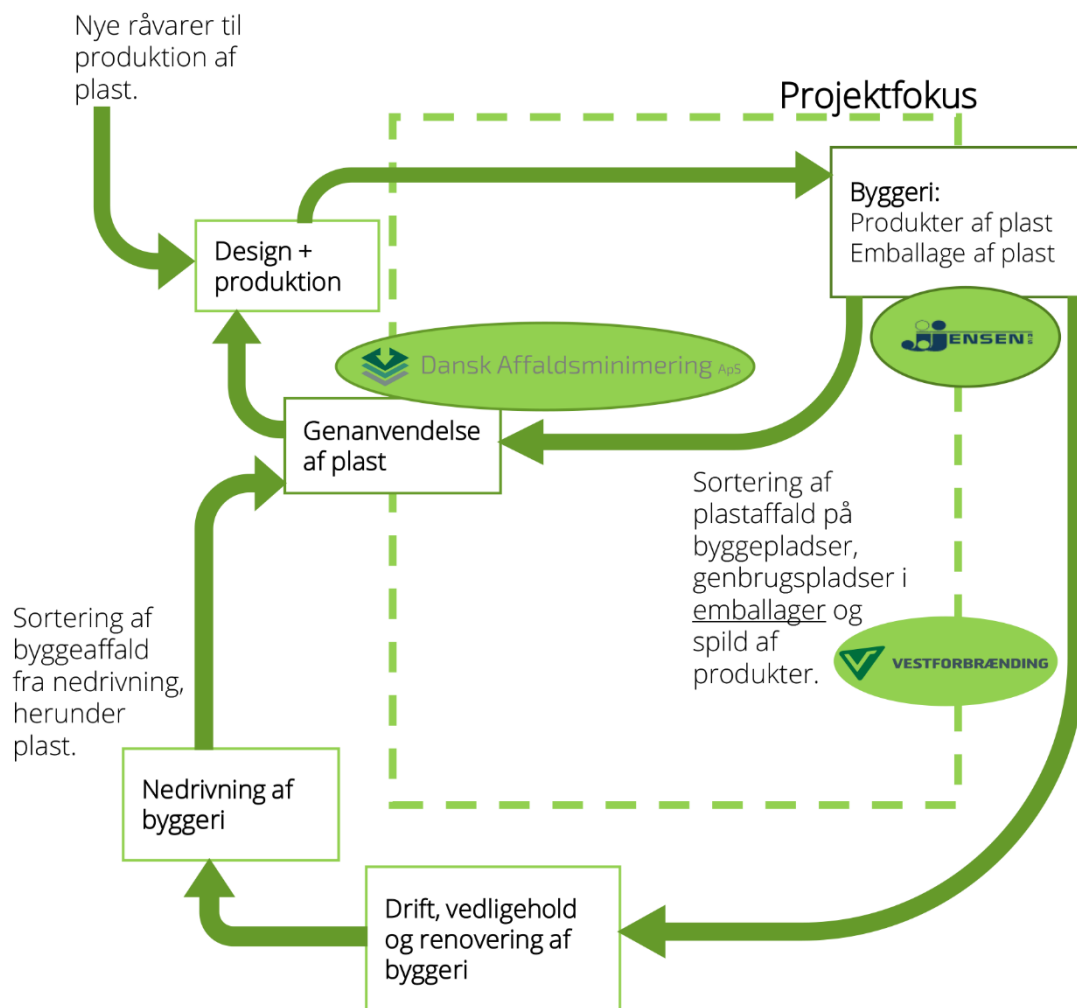 Nye råvarer til
produktion af
plast.
Projektfokus
Byggeri:
Produkter af plast
Emballage af plast
Design +
produktion
JJENSEN
Dansk Affaldsminimering ApS
Genanvendelse
af plast
Sortering af
plastaffald på
byggepladser,
genbrugspladser i
emballager og
spild af
produkter.
VESTFORBRÆNDING
Sortering af
byggeaffald
fra nedrivning,
herunder
plast.
Nedrivning af
byggeri
Drift, vedligehold
og renovering af
byggeri